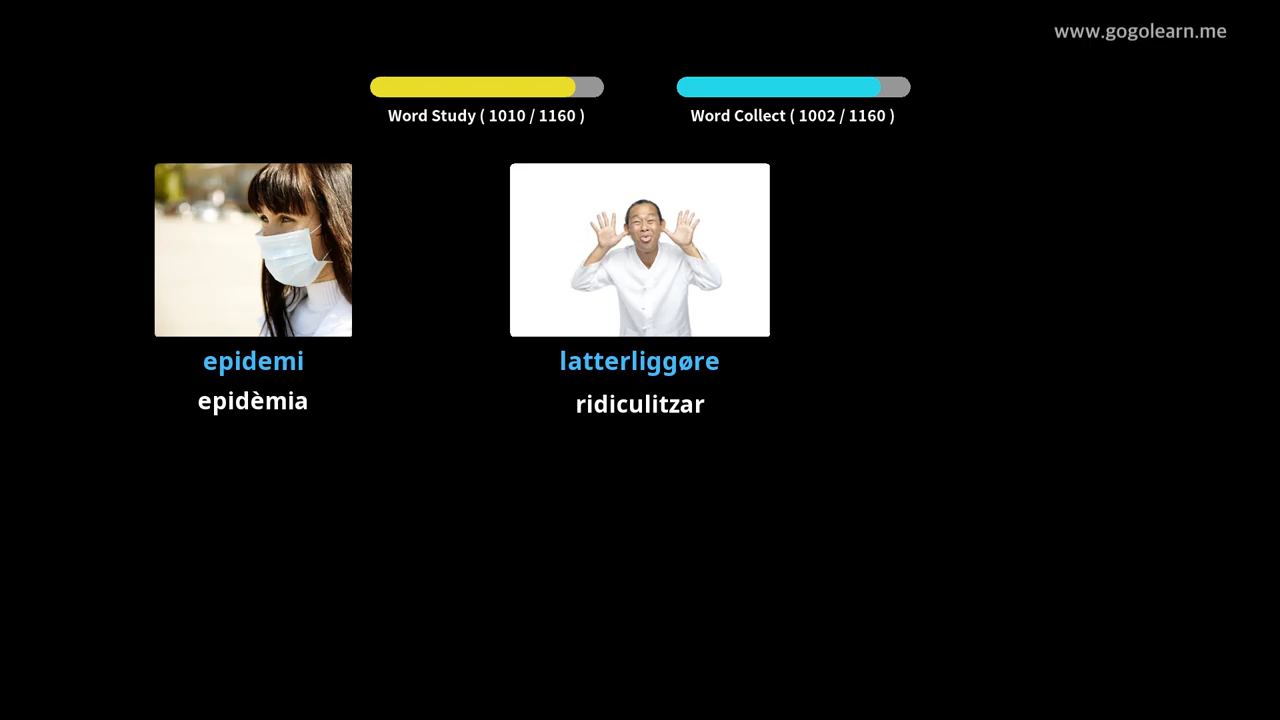 www.gogolearn.me
Word Study ( 1010 / 1160 )
Word Collect ( 1002 / 1160 )
epidemi
epidèmia
latterliggøre
ridiculitzar